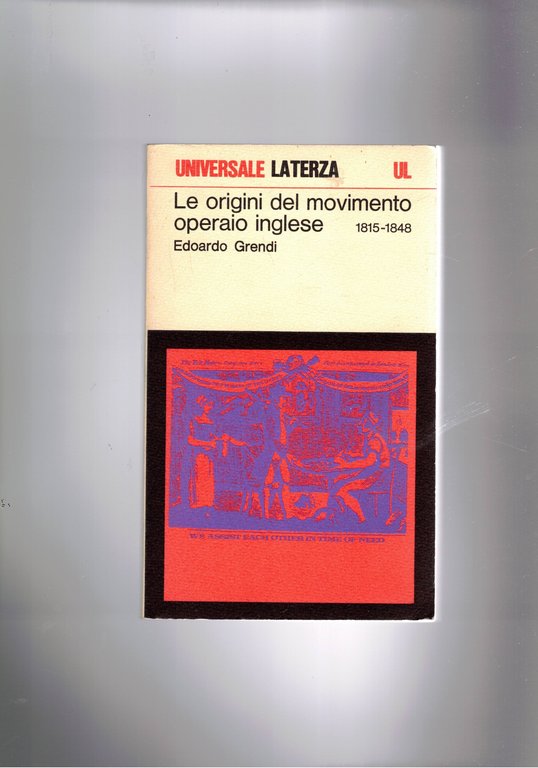 UNIVERSALE LATERZA UL
Le origini del movimento
operaio inglese 1815-1848
Edoardo Grendi
WE ASSIST EACH OTHER IN TIME OF NEED